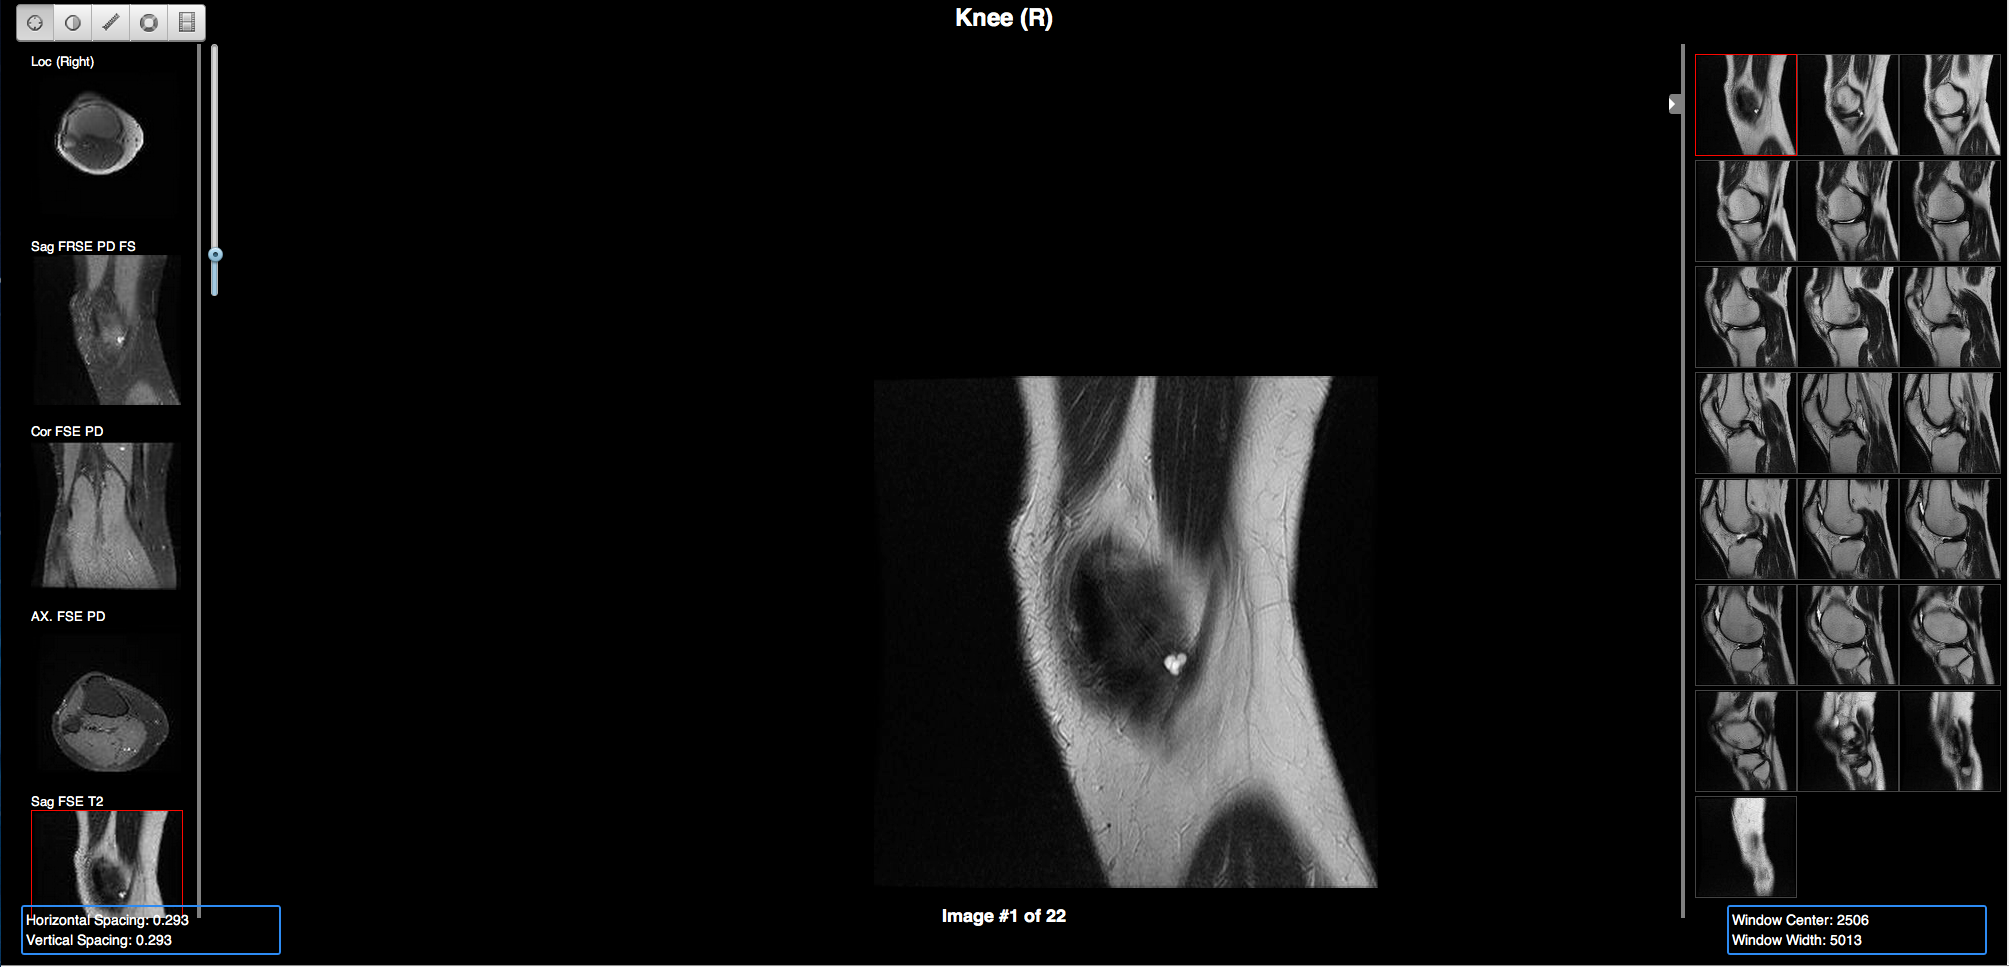 Knee (R)
Loc (Right)
Sag FRSE PD FS
Cor FSE PD
AX. FSE PD
Sag FSE T2
Horizontal Spacing: 0.293
Vertical Spacing: 0.293
Image #1 of 22
Window Center: 2506
Window Width: 5013